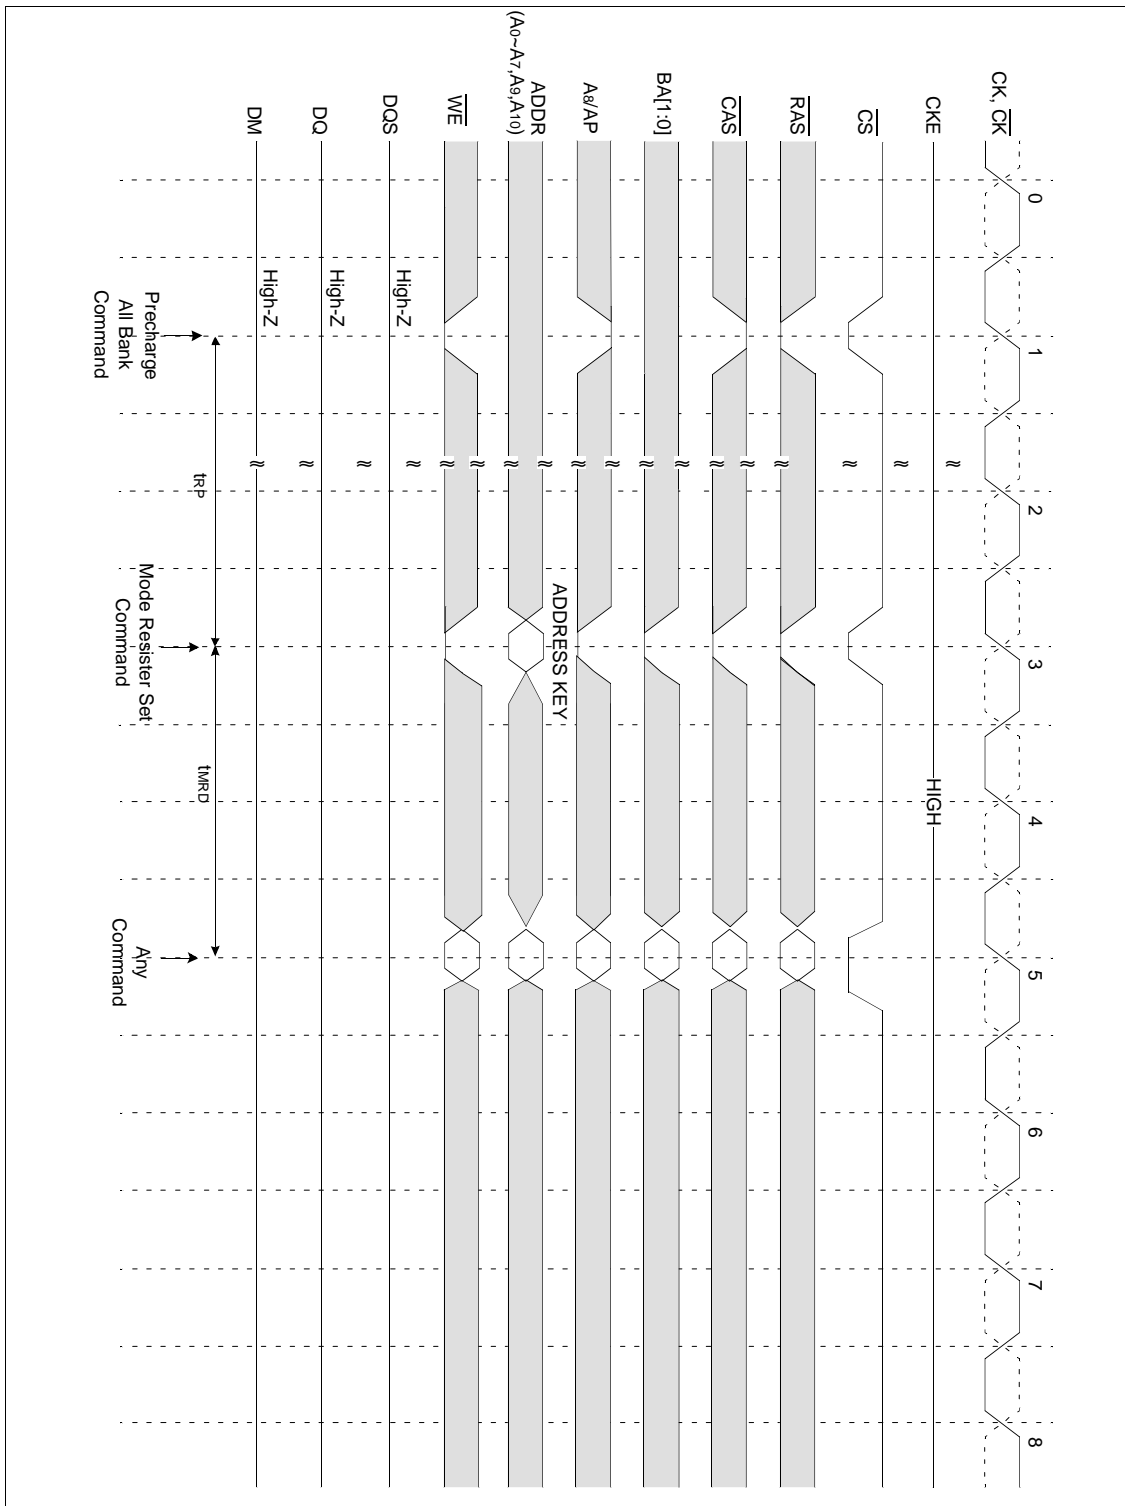 0 1 2 3 4 5 6 7 8
CK, CK
CKE
HIGH
CS
RAS
CAS
BA[1:0]
A8/AP
ADDR
(A0~A7,A9,A10)
ADDRESS KEY
WE
DQS
High-Z
DQ
High-Z
DM
High-Z
tRP
tMRD
Precharge
All Bank
Command
Mode Resister Set
Command
Any
Command